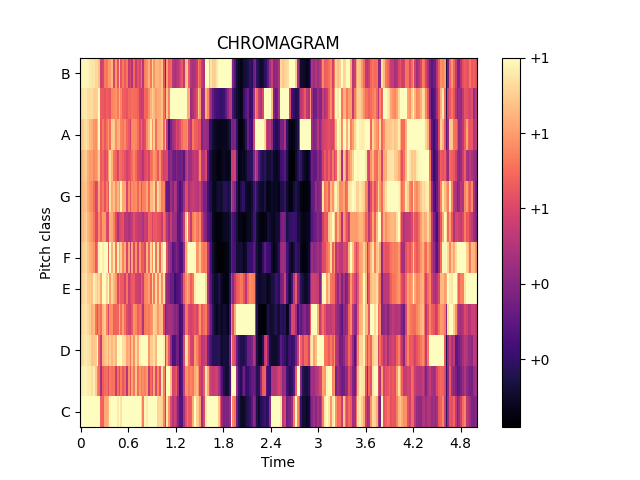 CHROMAGRAM
B
A
G
F
E
D
C
Pitch class
0 0.6 1.2 1.8 2.4 3 3.6 4.2 4.8
Time
+1
+1
+1
+0
+0